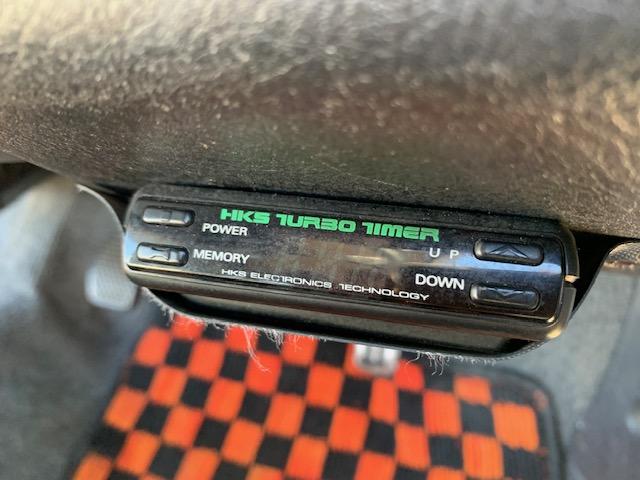 HKS TURBO TIMER
POWER
UP
MEMORY
DOWN
HKS ELECTRONICS TECHNOLOGY